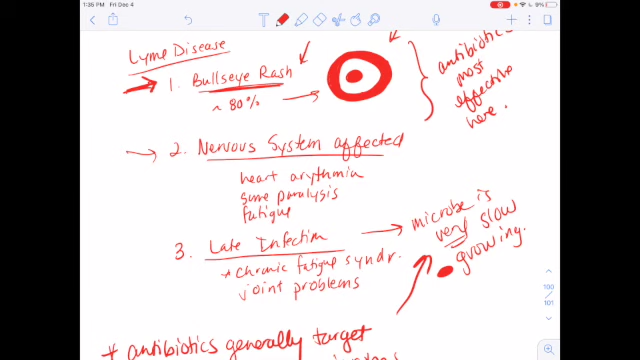 1:35 PM Fri Dec 4
9%
Lyme Disease
1. Bullseye Rash
~ 80%
antibiotics
most
effective
here.
2. Nervous System affected
heart arythmia
some paralysis
fatigue
3. Late Infection
* chronic fatigue syndr.
joint problems
microbe is
very slow
growing.
100
101
* antibiotics generally target